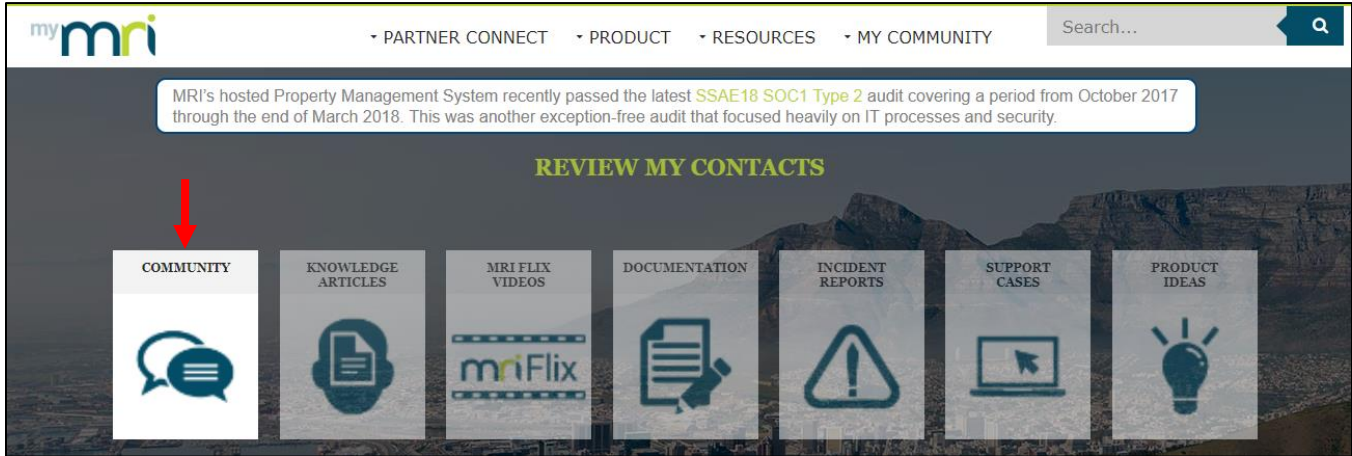 mymri
PARTNER CONNECT PRODUCT RESOURCES MY COMMUNITY
Search...
MRI's hosted Property Management System recently passed the latest SSAE18 SOC1 Type 2 audit covering a period from October 2017
through the end of March 2018. This was another exception-free audit that focused heavily on IT processes and security.
REVIEW MY CONTACTS
COMMUNITY
KNOWLEDGE
ARTICLES
MRI FLIX
VIDEOS
mriFlix
DOCUMENTATION
INCIDENT
REPORTS
SUPPORT
CASES
PRODUCT
IDEAS